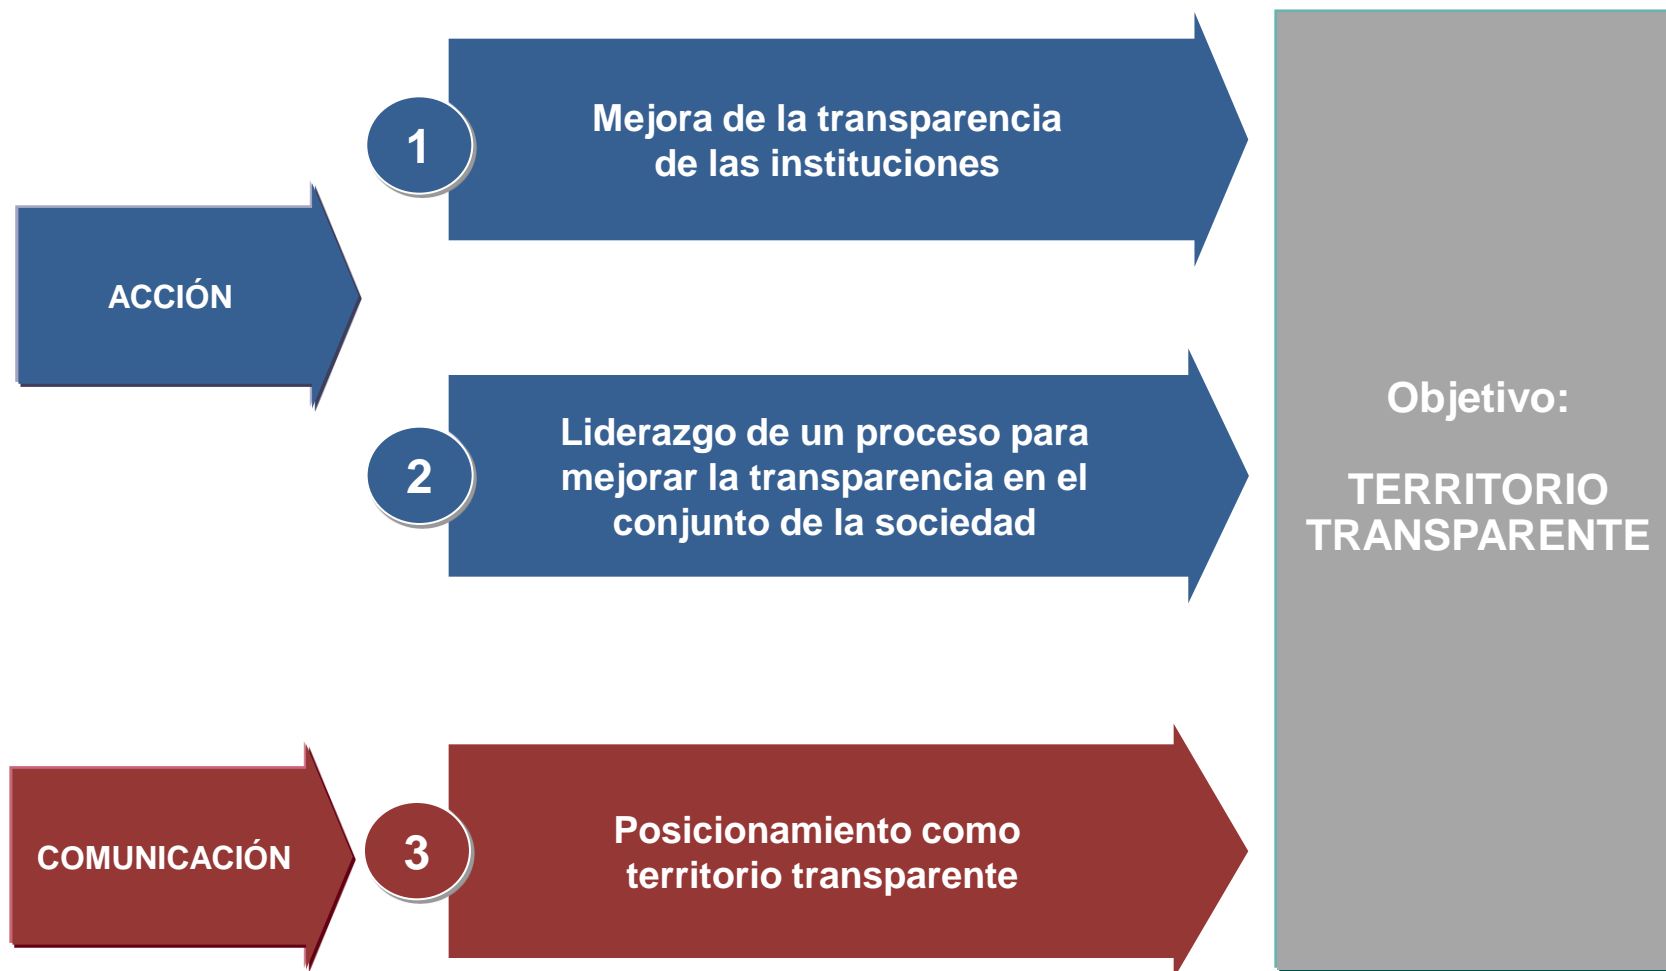 ACCIÓN
1
Mejora de la transparencia
de las instituciones
2
Liderazgo de un proceso para
mejorar la transparencia en el
conjunto de la sociedad
COMUNICACIÓN
3
Posicionamiento como
territorio transparente
Objetivo:
TERRITORIO
TRANSPARENTE